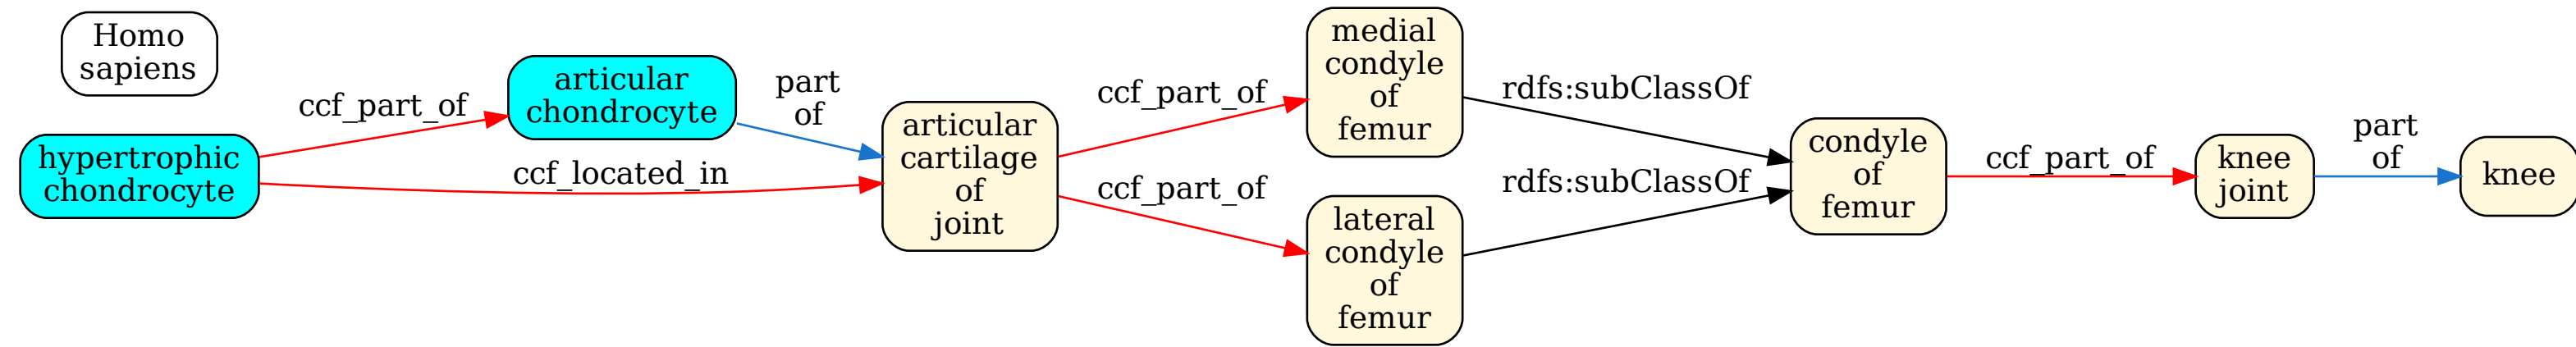 Homo
sapiens
hypertrophic
chondrocyte
ccf_part_of
articular
chondrocyte
part
of
ccf_located_in
articular
cartilage
of
joint
ccf_part_of
ccf_part_of
medial
condyle
of
femur
lateral
condyle
of
femur
rdfs:subClassOf
rdfs:subClassOf
condyle
of
femur
ccf_part_of
knee
joint
part
of
knee